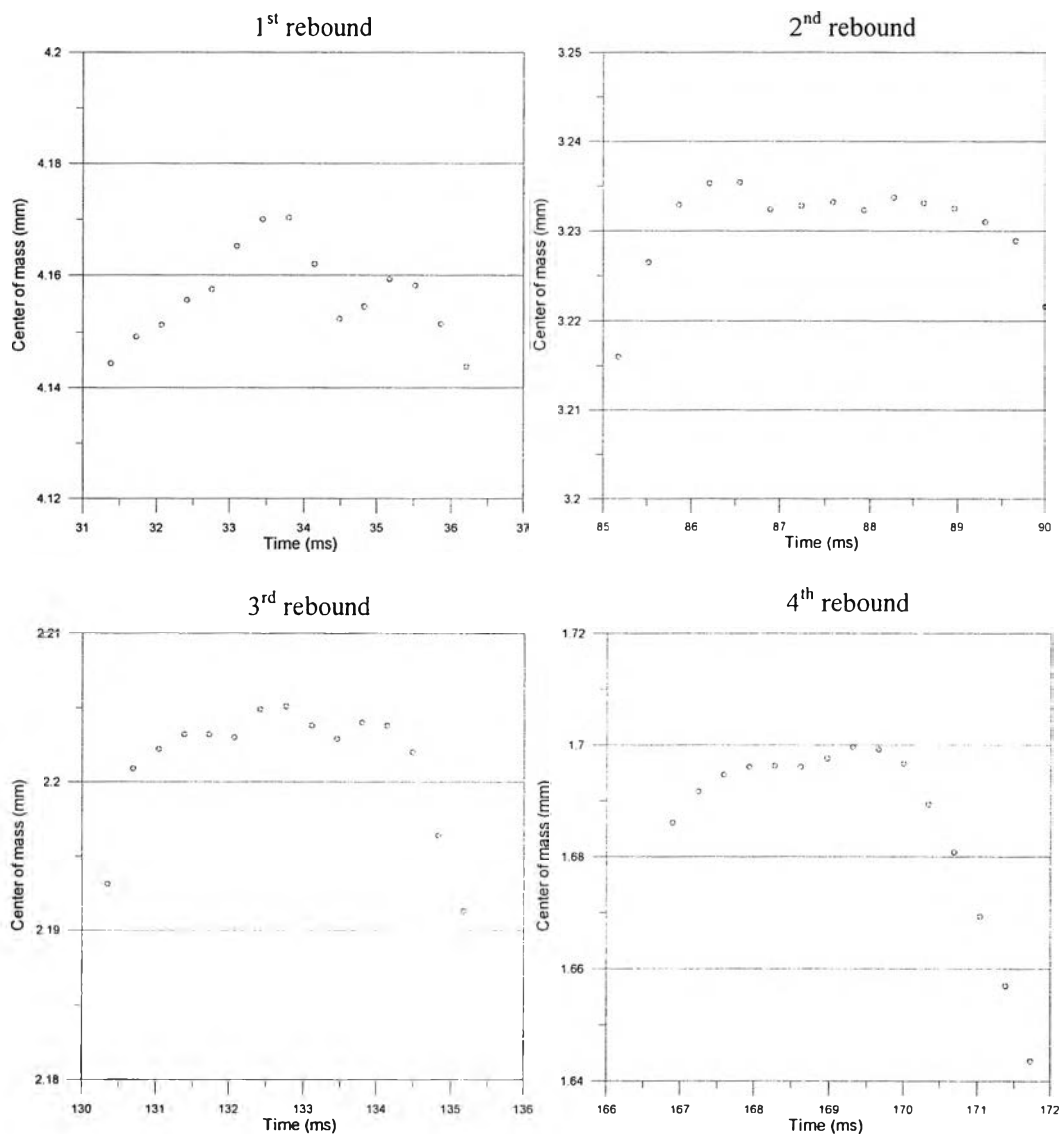 1st rebound
4.2
4.18
4.16
4.14
4.12
Center of mass (mm)
31 32 33 34 35 36 37
Time (ms)
2nd rebound
3.25
3.24
3.23
3.22
3.21
3.2
Center of mass (mm)
85 86 87 88 89 90
Time (ms)
3rd rebound
2.21
2.2
2.19
2.18
Center of mass (mm)
130 131 132 133 134 135 136
Time (ms)
4th rebound
1.72
1.7
1.68
1.66
1.64
Center of mass (mm)
166 167 168 169 170 171 172
Time (ms)